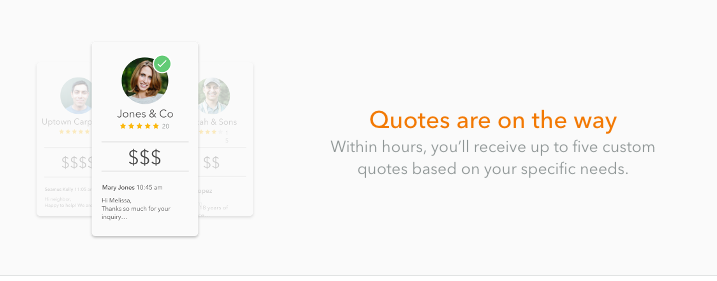 Uptown Carp
$$$$
Jones & Co
20
$$$
Mary Jones 10:45 am
Hi Melissa,
Thanks so much for your
inquiry...
& Sons
$$
Quotes are on the way
Within hours, you'll receive up to five custom
quotes based on your specific needs.